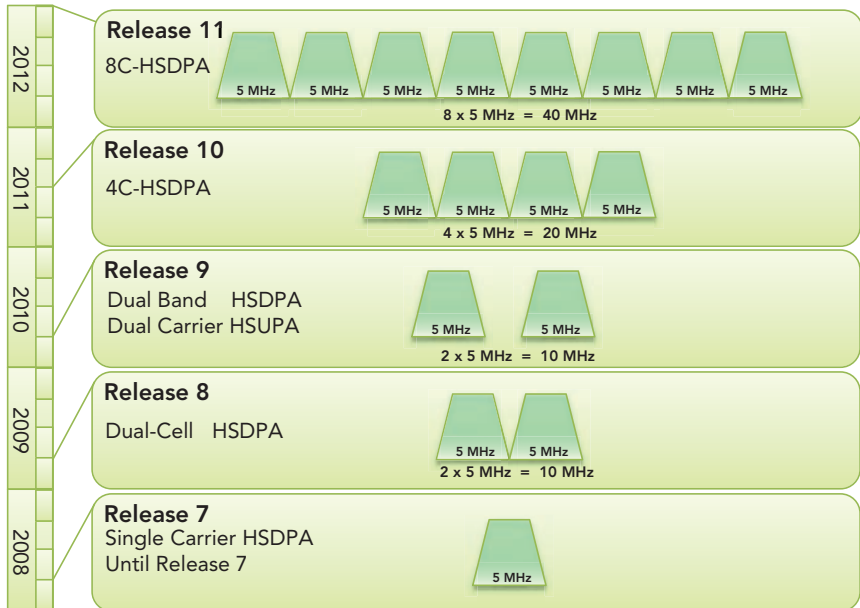 2012
Release 11
8C-HSDPA
5 MHz 5 MHz 5 MHz 5 MHz 5 MHz 5 MHz 5 MHz 5 MHz
8 x 5 MHz = 40 MHz
2011
Release 10
4C-HSDPA
5 MHz 5 MHz 5 MHz 5 MHz
4 x 5 MHz = 20 MHz
2010
Release 9
Dual Band HSDPA
Dual Carrier HSUPA
5 MHz 5 MHz
2 x 5 MHz = 10 MHz
2009
Release 8
Dual-Cell HSDPA
5 MHz 5 MHz
2 x 5 MHz = 10 MHz
2008
Release 7
Single Carrier HSDPA
Until Release 7
5 MHz